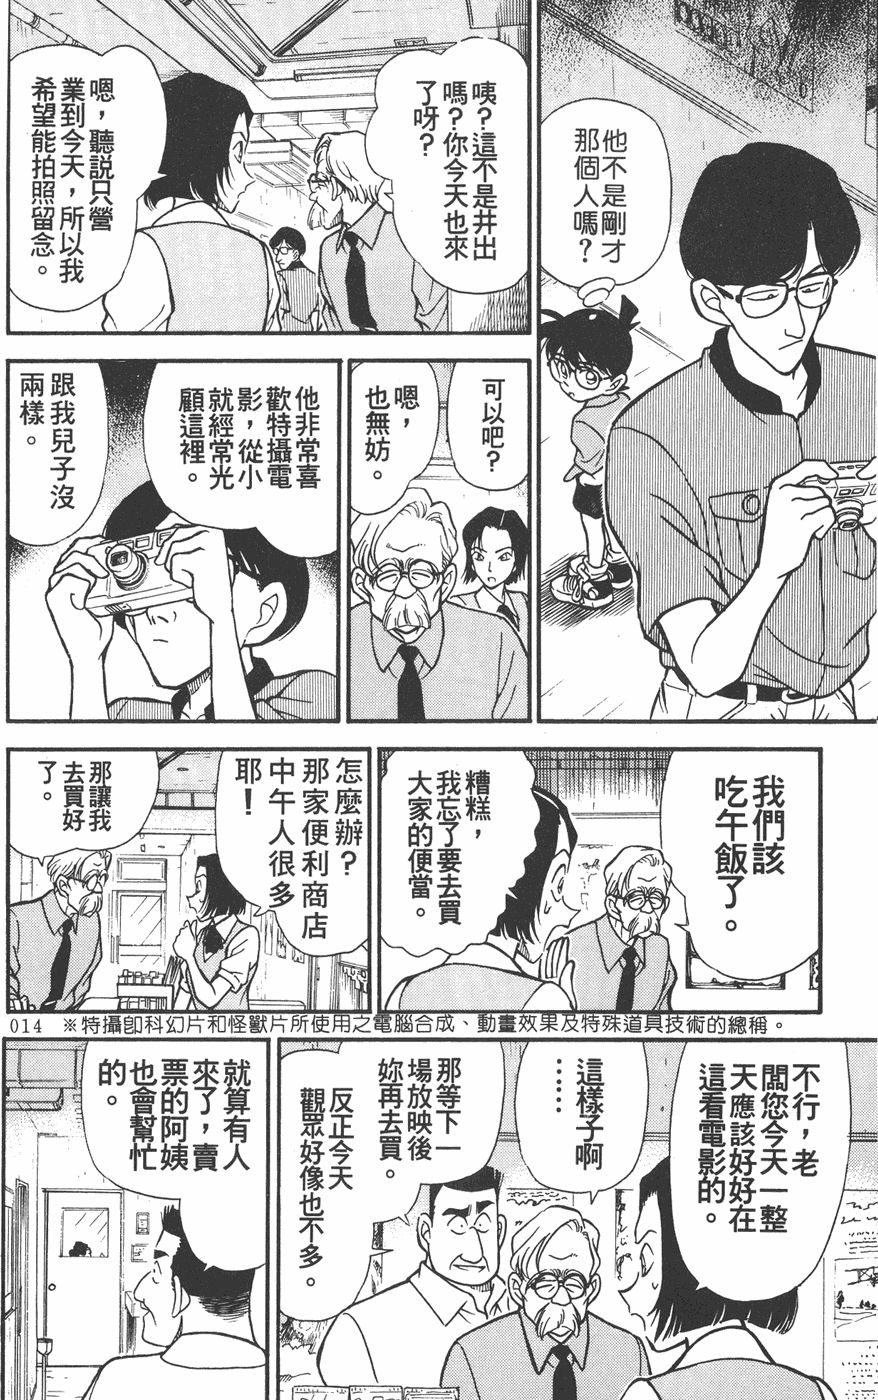 他不是剛才
那個人嗎？
咦？這不是井出
嗎？你今天也來
了呀？
嗯，聽說只營
業到今天，所以我
希望能拍照留念。
可以吧？
嗯，
也無妨。
他非常喜
歡特攝電
影，從小
就經常光
顧這裡。
跟我兒子沒
兩樣。
我們該
吃午飯了。
糟糕，
我忘了要去買
大家的便當。
怎麼辦？
那家便利商店
中午人很多
耶！
那讓我
去買好
了。
014 ※特攝即科幻片和怪獸片所使用之電腦合成、動畫效果及特殊道具技術的總稱。
不行，老
闆您今天一整
天應該好好在
這看電影的。
這樣子啊
……
那等下一
場放映後
妳再去買。
反正今天
觀眾好像也不多。
就算有人
來了，賣
票的阿姨
也會幫忙
的。